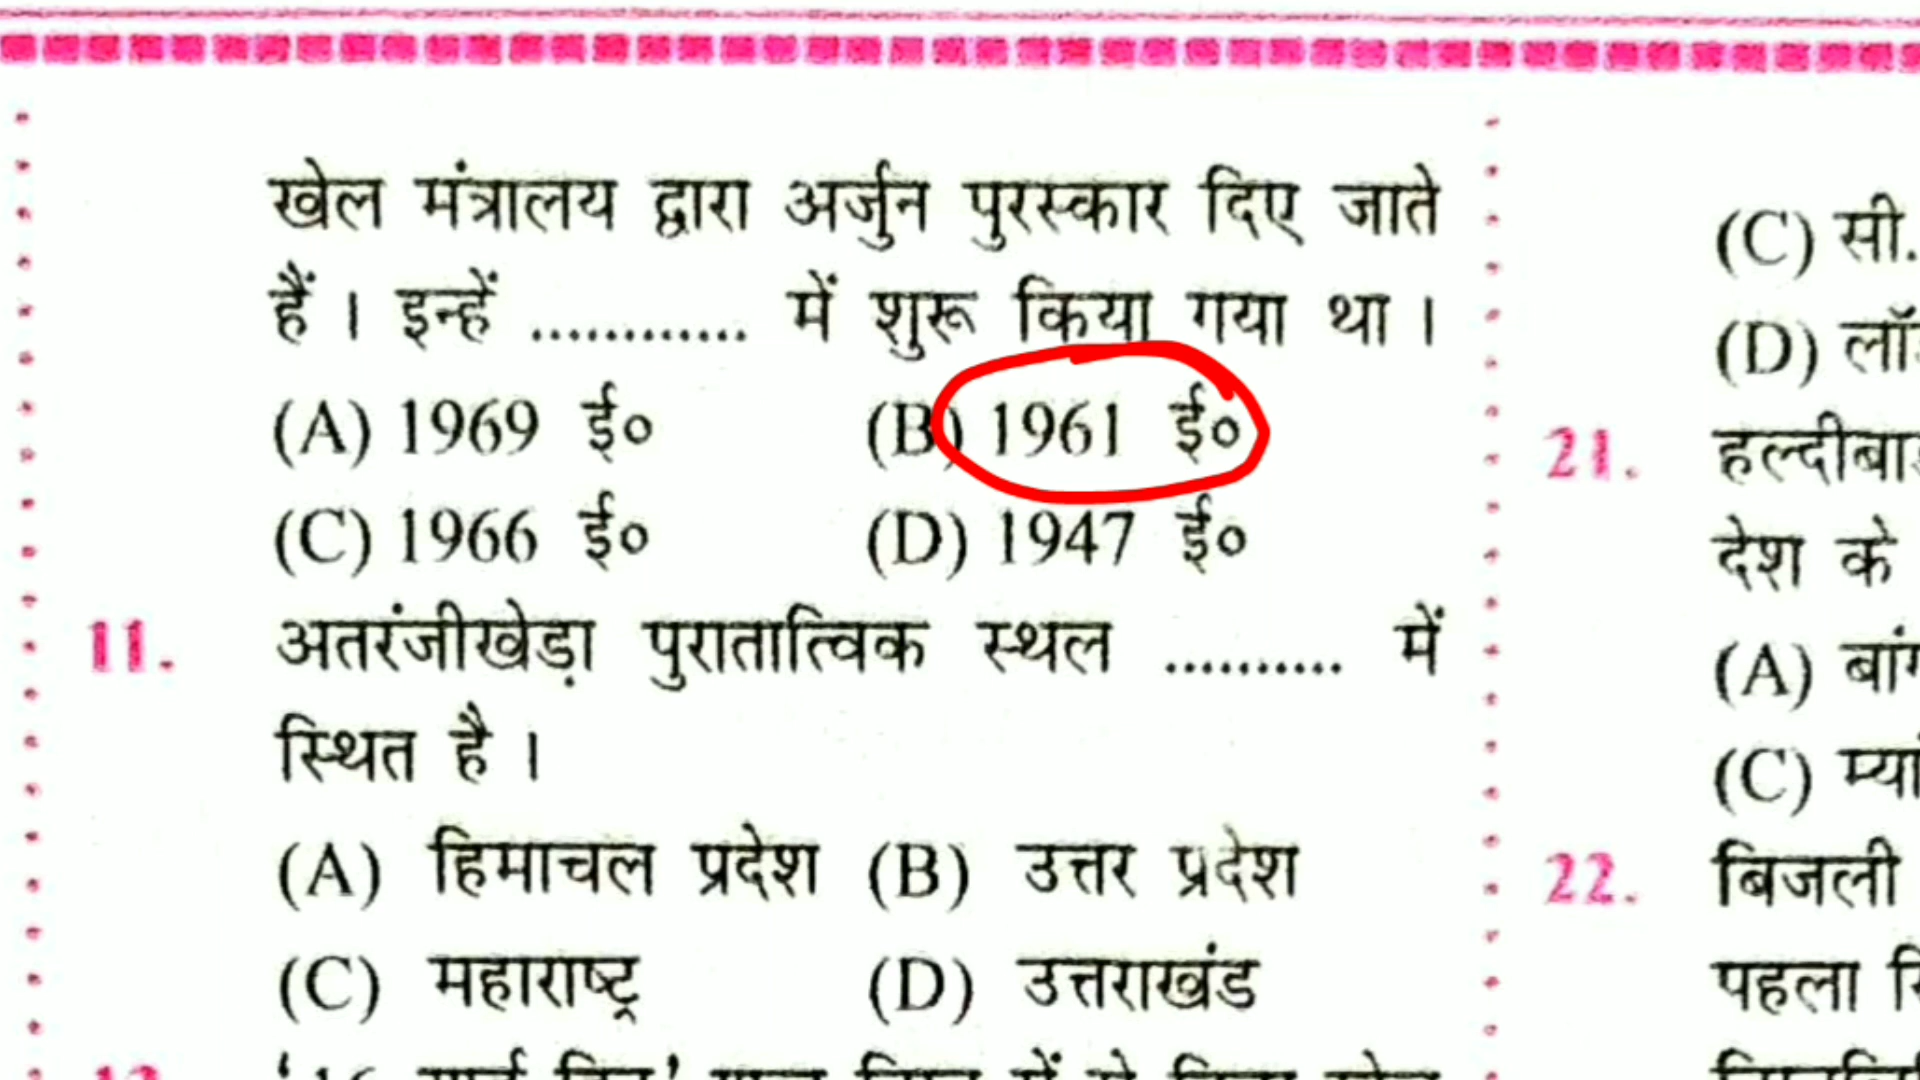 खेल मंत्रालय द्वारा अर्जुन पुरस्कार दिए जाते
हैं। इन्हें ............ में शुरू किया गया था।
(A) 1969 ई० (B) 1961 ई०
(C) 1966 ई० (D) 1947 ई०
11. अतरंजीखेड़ा पुरातात्विक स्थल .......... में
स्थित है।
(A) हिमाचल प्रदेश (B) उत्तर प्रदेश
(C) महाराष्ट्र (D) उत्तराखंड
(C) सी.
(D)
21.
देश के
(A)
(C)
22. बिजली
पहला